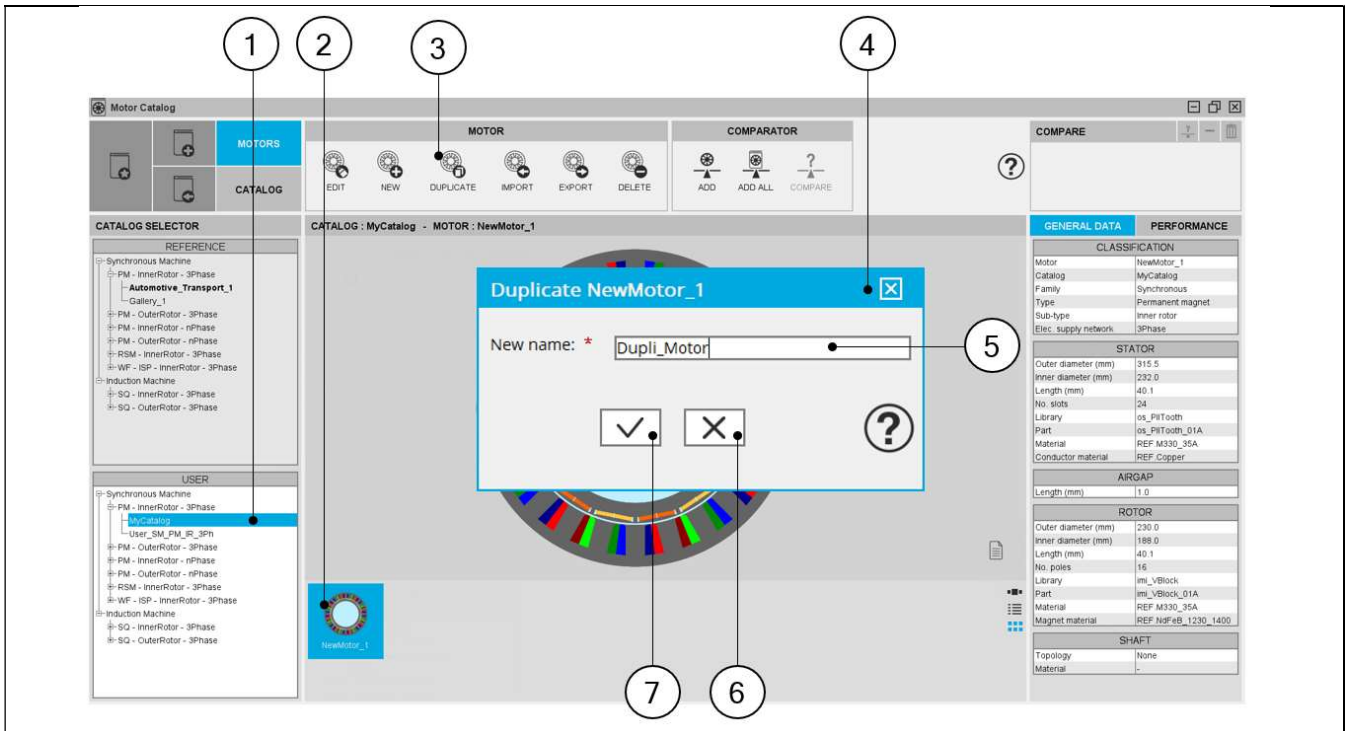 1
2
3
4
Motor Catalog
MOTORS
CATALOG
MOTOR
EDIT
NEW
DUPLICATE
IMPORT
EXPORT
DELETE
COMPARATOR
ADD
ADD ALL
?
COMPARE
?
COMPARE
?
CATALOG SELECTOR
REFERENCE
Synchronous Machine
PM - InnerRotor - 3Phase
Automotive_Transport_1
Gallery_1
PM - OuterRotor - 3Phase
PM - InnerRotor - nPhase
PM - OuterRotor - nPhase
RSM - InnerRotor - 3Phase
WF - ISP - InnerRotor - 3Phase
Induction Machine
SQ - InnerRotor - 3Phase
SQ - OuterRotor - 3Phase
USER
Synchronous Machine
PM - InnerRotor - 3Phase
MyCatalog
User_SM_PM_IR_3Ph
PM - OuterRotor - 3Phase
PM - InnerRotor - nPhase
PM - OuterRotor - nPhase
RSM - InnerRotor - 3Phase
WF - ISP - InnerRotor - 3Phase
Induction Machine
SQ - InnerRotor - 3Phase
SQ - OuterRotor - 3Phase
CATALOG : MyCatalog - MOTOR : NewMotor_1
Duplicate NewMotor_1
New name: * Dupli_Motor
5
?
NewMotor_1
7
6
GENERAL DATA PERFORMANCE
CLASSIFICATION
Motor NewMotor_1
Catalog MyCatalog
Family Synchronous
Type Permanent magnet
Sub-type Inner rotor
Elec. supply network 3Phase
STATOR
Outer diameter (mm) 315.5
Inner diameter (mm) 232.0
Length (mm) 40.1
No. slots 24
Library os_PllTooth
Part os_PllTooth_01A
Material REF.M330_35A
Conductor material REF.Copper
AIRGAP
Length (mm) 1.0
ROTOR
Outer diameter (mm) 230.0
Inner diameter (mm) 188.0
Length (mm) 40.1
No. poles 16
Library imi_VBlock
Part imi_VBlock_01A
Material REF.M330_35A
Magnet material REF.NdFeB_1230_1400
SHAFT
Topology None
Material -